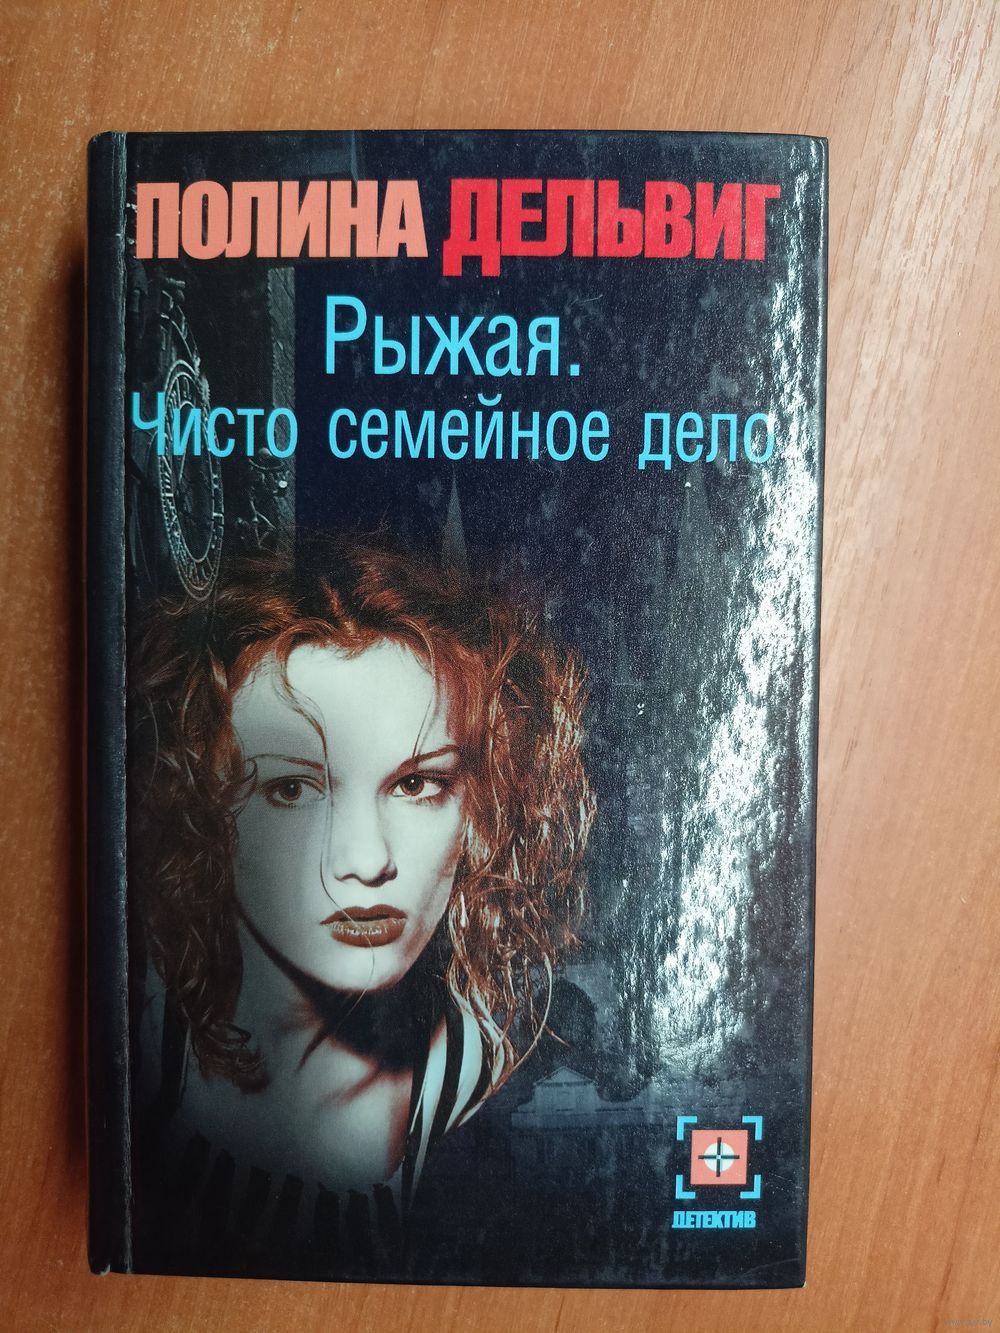 ПОЛИНА ДЕЛЬВИГ
Рыжая.
Чисто семейное дело
ДЕТЕКТИВ